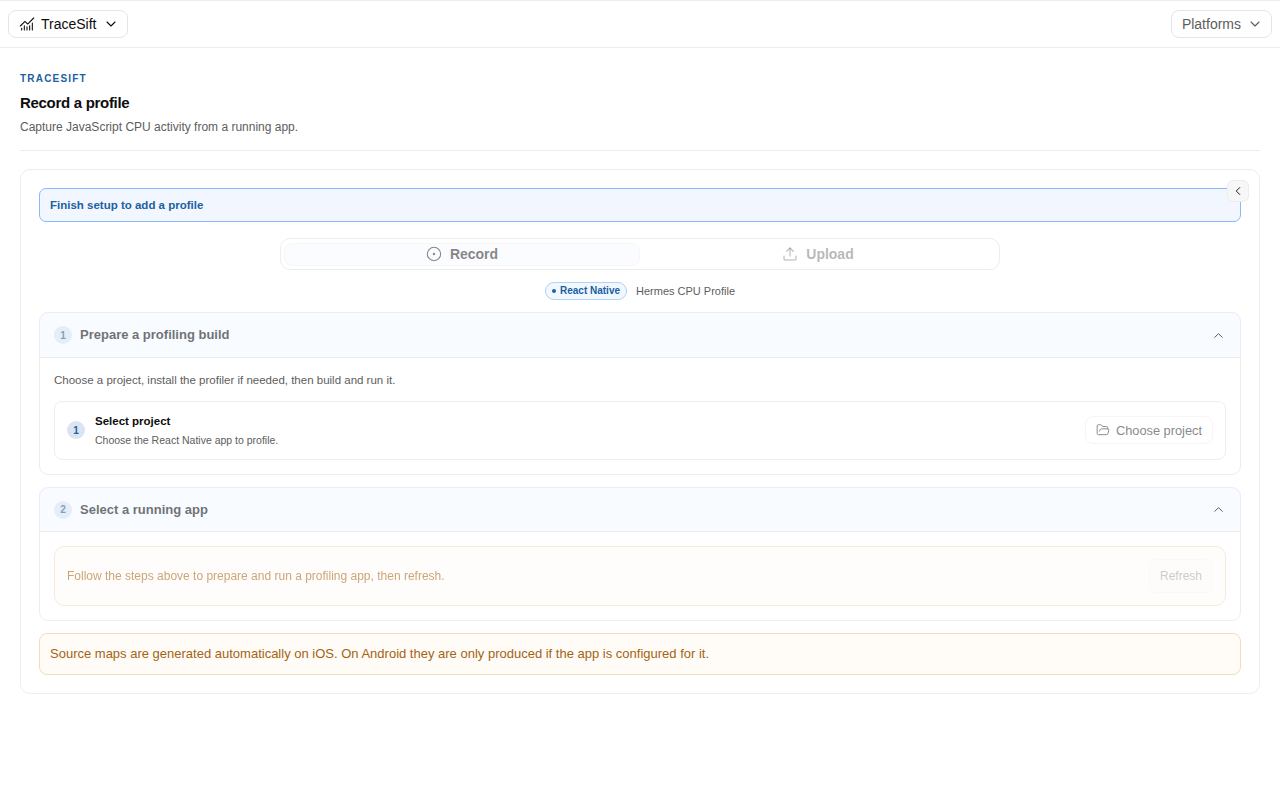 TraceSift
Platforms
TRACESIFT
Record a profile
Capture JavaScript CPU activity from a running app.
Finish setup to add a profile
Record
Upload
React Native
Hermes CPU Profile
1
Prepare a profiling build
Choose a project, install the profiler if needed, then build and run it.
1
Select project
Choose the React Native app to profile.
Choose project
2
Select a running app
Follow the steps above to prepare and run a profiling app, then refresh.
Refresh
Source maps are generated automatically on iOS. On Android they are only produced if the app is configured for it.